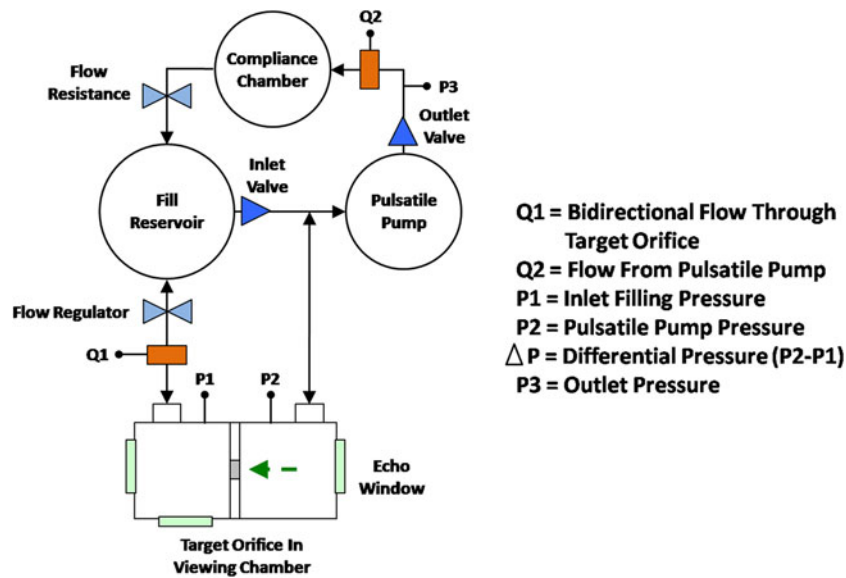 Q2
Compliance
Chamber
Flow
Resistance
P3
Outlet
Valve
Inlet
Valve
Fill
Reservoir
Pulsatile
Pump
Flow Regulator
Q1
P1
P2
Echo
Window
Target Orifice In
Viewing Chamber
Q1 = Bidirectional Flow Through
Target Orifice
Q2 = Flow From Pulsatile Pump
P1 = Inlet Filling Pressure
P2 = Pulsatile Pump Pressure
△ P = Differential Pressure (P2-P1)
P3 = Outlet Pressure